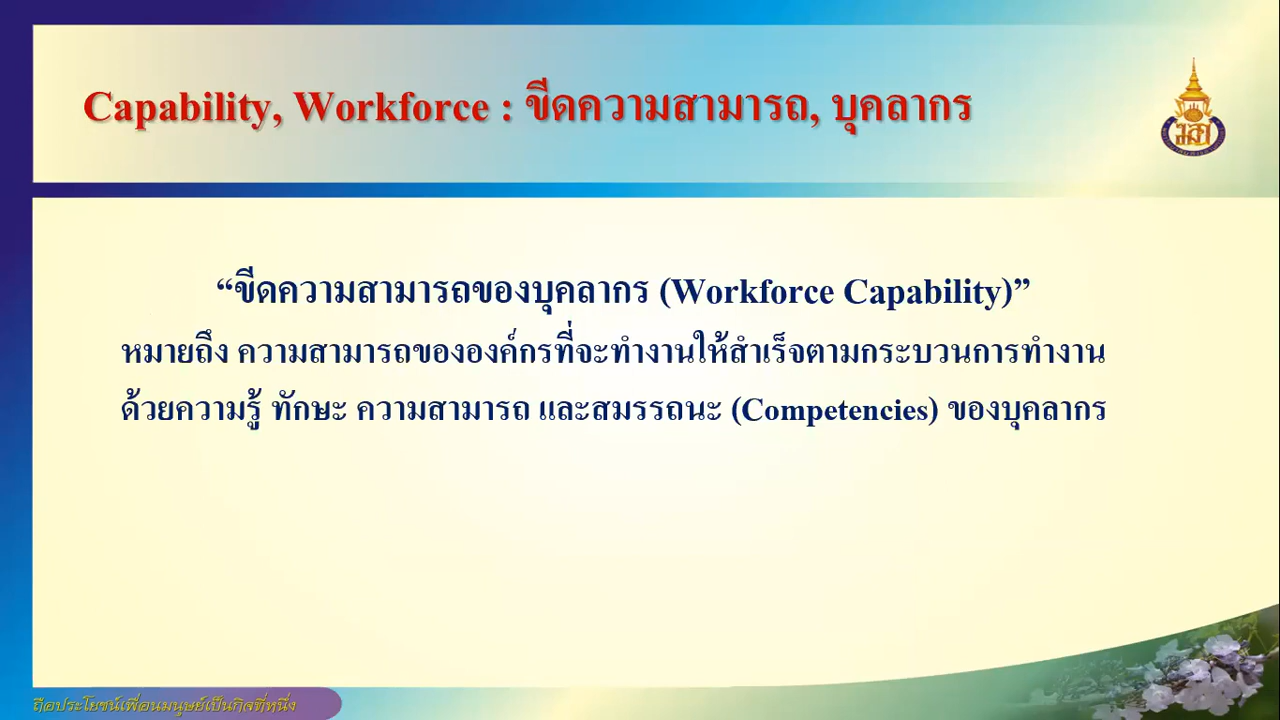 Capability, Workforce : ขีดความสามารถ, บุคลากร
“ขีดความสามารถของบุคลากร (Workforce Capability)”
หมายถึง ความสามารถขององค์กรที่จะทำงานให้สำเร็จตามกระบวนการทำงาน
ด้วยความรู้ ทักษะ ความสามารถ และสมรรถนะ (Competencies) ของบุคลากร
ถือประโยชน์เพื่อนมนุษย์เป็นกิจที่หนึ่ง